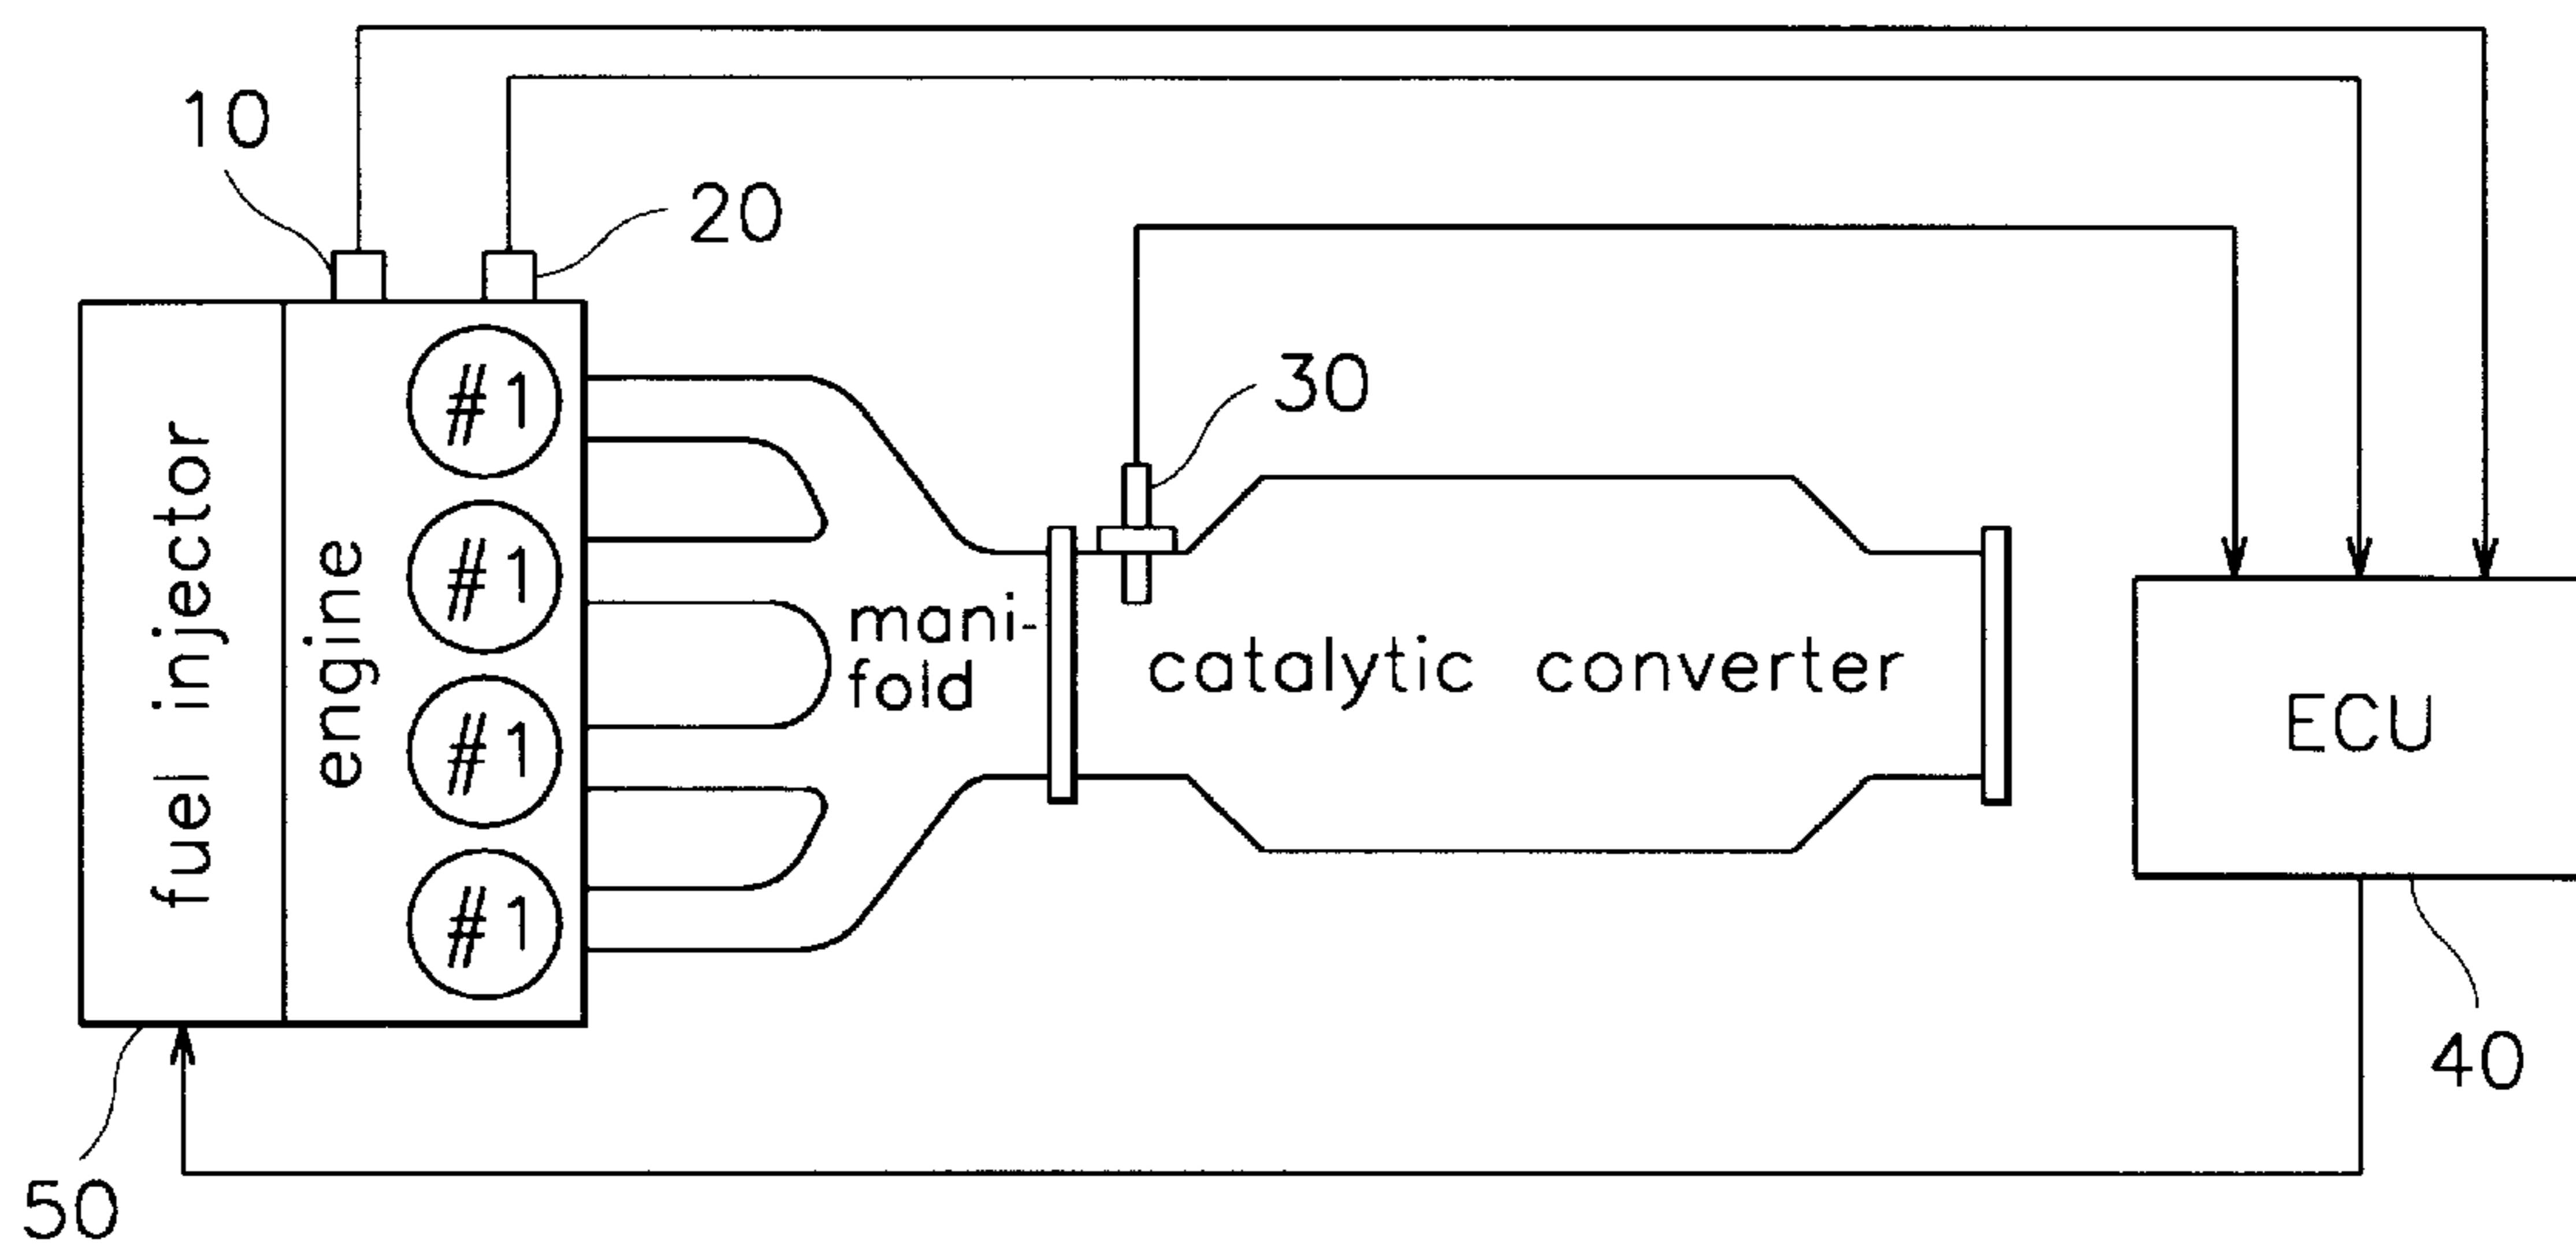 10
20
30
fuel injector
engine
#1
#1
#1
#1
mani-
fold
catalytic converter
ECU
40
50